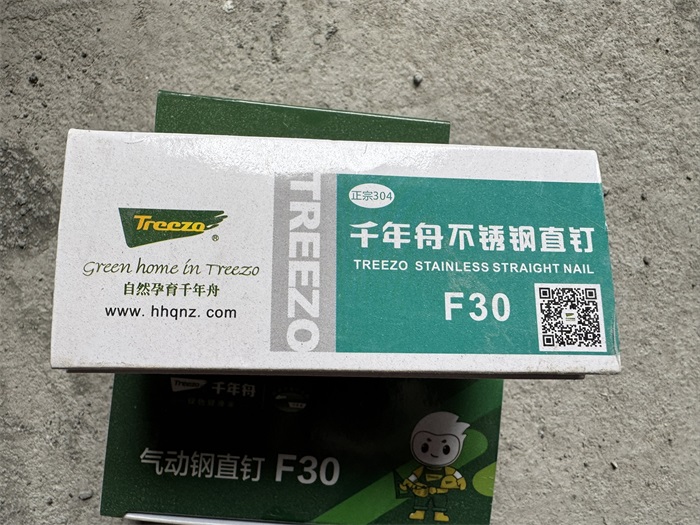 Treezo
®
Green home in Treezo
自然孕育千年舟
www. hhqnz. com
TREEZO
正宗304
千年舟不锈钢直钉
TREEZO STAINLESS STRAIGHT NAIL
F30
Treezo 千年舟
气动钢直钉 F30